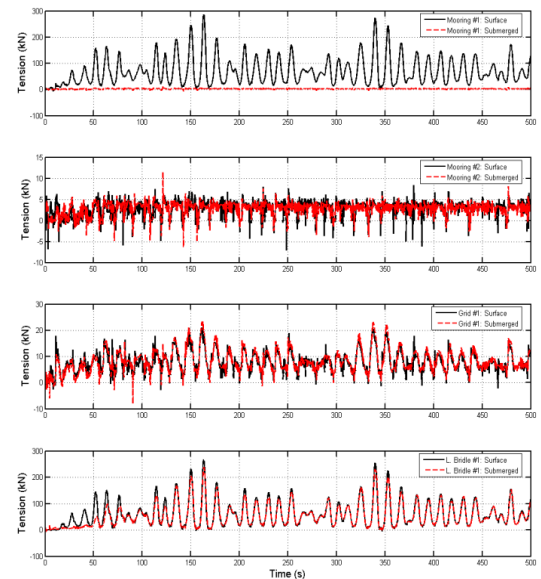 300
200
100
0
-100
Tension (kN)
Mooring #1: Surface
Mooring #1: Submerged
0 50 100 150 200 250 300 350 400 450 500
15
10
5
0
-5
-10
Tension (kN)
Mooring #2: Surface
Mooring #2: Submerged
0 50 100 150 200 250 300 350 400 450 500
30
20
10
0
-10
Tension (kN)
Grid #1: Surface
Grid #1: Submerged
0 50 100 150 200 250 300 350 400 450 500
300
200
100
0
-100
Tension (kN)
L. Bridle #1: Surface
L. Bridle #1: Submerged
0 50 100 150 200 250 300 350 400 450 500
Time (s)